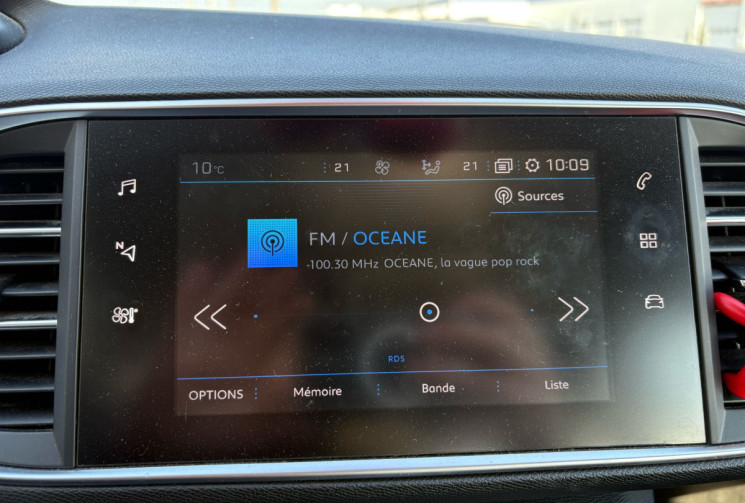 10°C 21 21 10:09
Sources
FM / OCEANE
-100.30 MHz OCEANE, la vague pop rock
N
RDS
OPTIONS Mémoire Bande Liste